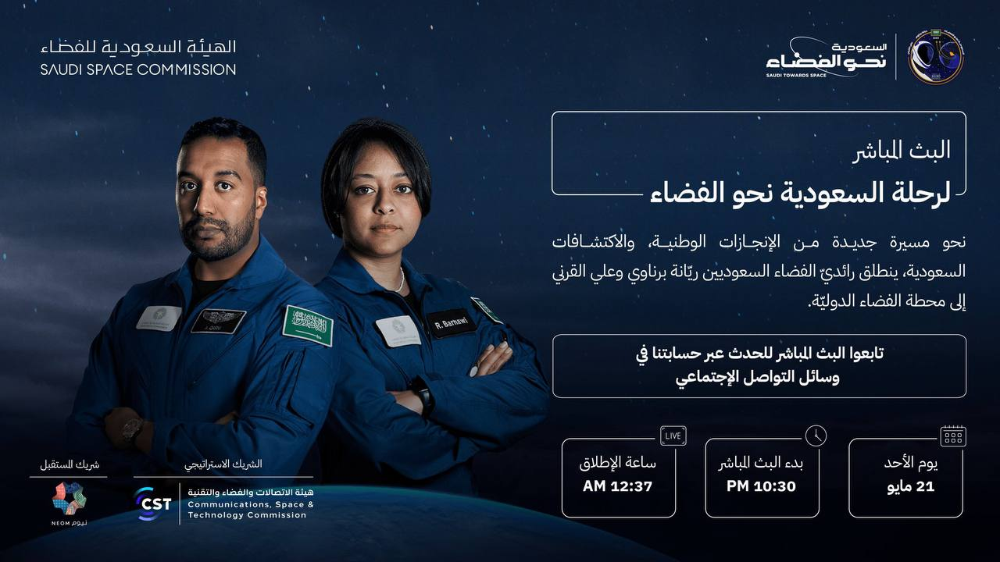 الهيئة السعودية للفضاء
SAUDI SPACE COMMISSION
السعودية
نحو الفضاء
SAUDI TOWARDS SPACE
البث المباشر
لرحلة السعودية نحو الفضاء
نحو مسيرة جديدة من الإنجازات الوطنية، والاكتشافات
السعودية، ينطلق رائديّ الفضاء السعوديين ريّانة برناوي وعلي القرني
إلى محطة الفضاء الدوليّة.
تابعوا البث المباشر للحدث عبر حسابتنا في
وسائل التواصل الإجتماعي
يوم الأحد
21 مايو
بدء البث المباشر
10:30 PM
LIVE
ساعة الإطلاق
12:37 AM
R. Barnawi
الشريك الاستراتيجي
CST
هيئة الاتصالات والفضاء والتقنية
Communications, Space &
Technology Commission
شريك المستقبل
NEOM نيوم